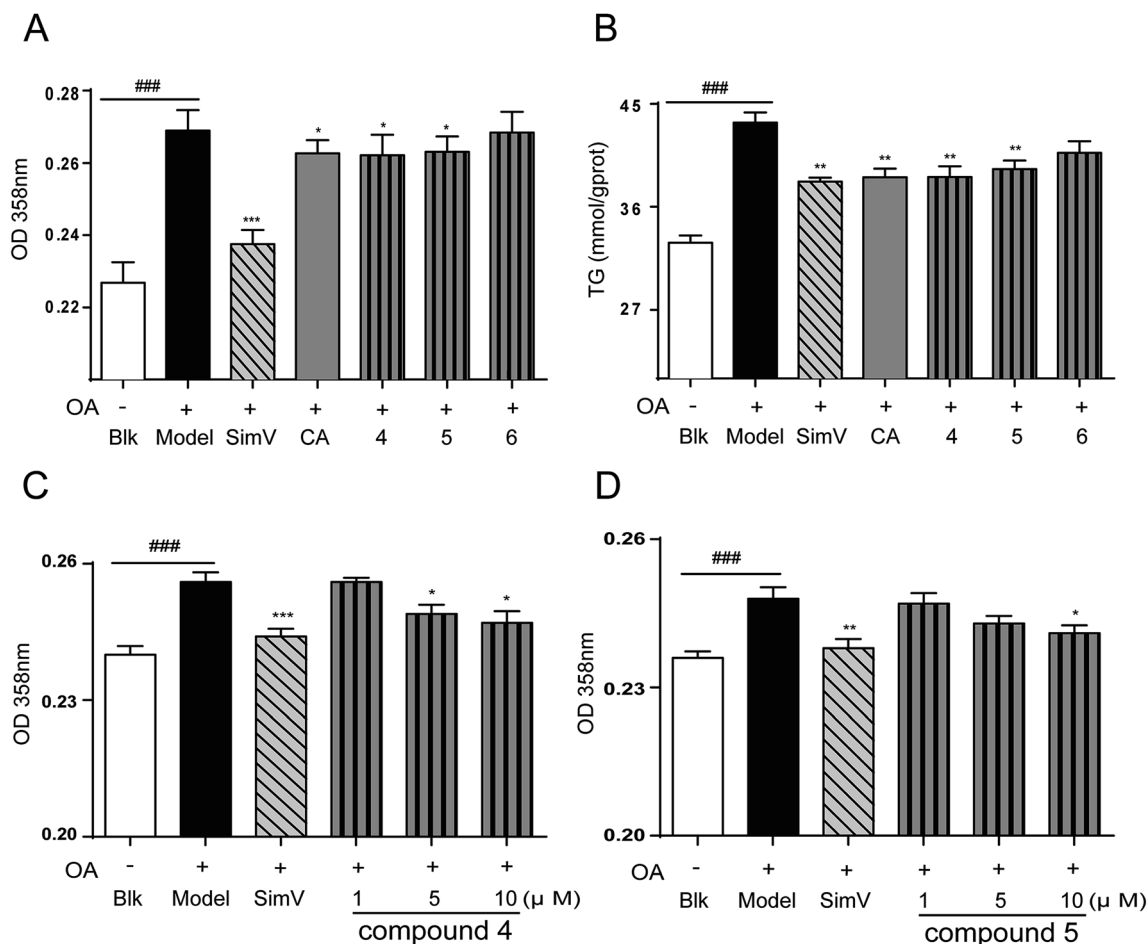 A
###
0.28
0.26
0.24
0.22
OD 358nm
***
*
*
*
OA - + + + + + +
Blk Model SimV CA 4 5 6
B
###
45
36
27
TG (mmol/gprot)
**
**
**
**
OA - + + + + + +
Blk Model SimV CA 4 5 6
C
###
0.26
0.23
0.20
OD 358nm
***
*
*
OA - + + + + +
Blk Model SimV 1 5 10 (μ M)
compound 4
D
###
0.26
0.23
0.20
OD 358nm
**
*
OA - + + + + +
Blk Model SimV 1 5 10 (μ M)
compound 5